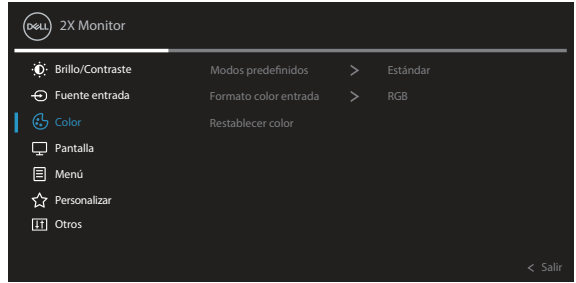 DELL 2X Monitor
Brillo/Contraste Modos predefinidos > Estándar
Fuente entrada Formato color entrada > RGB
Color Restablecer color
Pantalla
Menú
Personalizar
Otros
< Salir